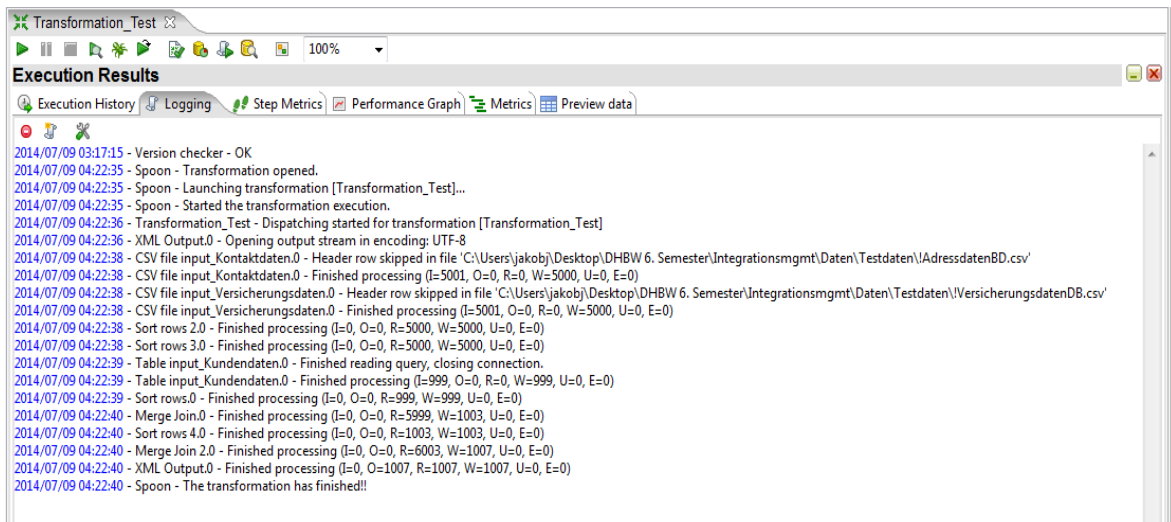 Transformation_Test
100%
Execution Results
Execution History Logging Step Metrics Performance Graph Metrics Preview data
2014/07/09 03:17:15 - Version checker - OK
2014/07/09 04:22:35 - Spoon - Transformation opened.
2014/07/09 04:22:35 - Spoon - Launching transformation [Transformation_Test]...
2014/07/09 04:22:35 - Spoon - Started the transformation execution.
2014/07/09 04:22:36 - Transformation_Test - Dispatching started for transformation [Transformation_Test]
2014/07/09 04:22:36 - XML Output.0 - Opening output stream in encoding: UTF-8
2014/07/09 04:22:38 - CSV file input_Kontaktdaten.0 - Header row skipped in file 'C:\Users\jakobj\Desktop\DHBW 6. Semester\Integrationsmgmt\Daten\Testdaten\!AdressdatenBD.csv'
2014/07/09 04:22:38 - CSV file input_Kontaktdaten.0 - Finished processing (I=5001, O=0, R=0, W=5000, U=0, E=0)
2014/07/09 04:22:38 - CSV file input_Versicherungsdaten.0 - Header row skipped in file 'C:\Users\jakobj\Desktop\DHBW 6. Semester\Integrationsmgmt\Daten\Testdaten\!VersicherungsdatenDB.csv'
2014/07/09 04:22:38 - CSV file input_Versicherungsdaten.0 - Finished processing (I=5001, O=0, R=0, W=5000, U=0, E=0)
2014/07/09 04:22:38 - Sort rows 2.0 - Finished processing (I=0, O=0, R=5000, W=5000, U=0, E=0)
2014/07/09 04:22:38 - Sort rows 3.0 - Finished processing (I=0, O=0, R=5000, W=5000, U=0, E=0)
2014/07/09 04:22:39 - Table input_Kundendaten.0 - Finished reading query, closing connection.
2014/07/09 04:22:39 - Table input_Kundendaten.0 - Finished processing (I=999, O=0, R=0, W=999, U=0, E=0)
2014/07/09 04:22:39 - Sort rows.0 - Finished processing (I=0, O=0, R=999, W=999, U=0, E=0)
2014/07/09 04:22:40 - Merge Join.0 - Finished processing (I=0, O=0, R=5999, W=1003, U=0, E=0)
2014/07/09 04:22:40 - Sort rows 4.0 - Finished processing (I=0, O=0, R=1003, W=1003, U=0, E=0)
2014/07/09 04:22:40 - Merge Join 2.0 - Finished processing (I=0, O=0, R=6003, W=1007, U=0, E=0)
2014/07/09 04:22:40 - XML Output.0 - Finished processing (I=0, O=1007, R=1007, W=1007, U=0, E=0)
2014/07/09 04:22:40 - Spoon - The transformation has finished!!